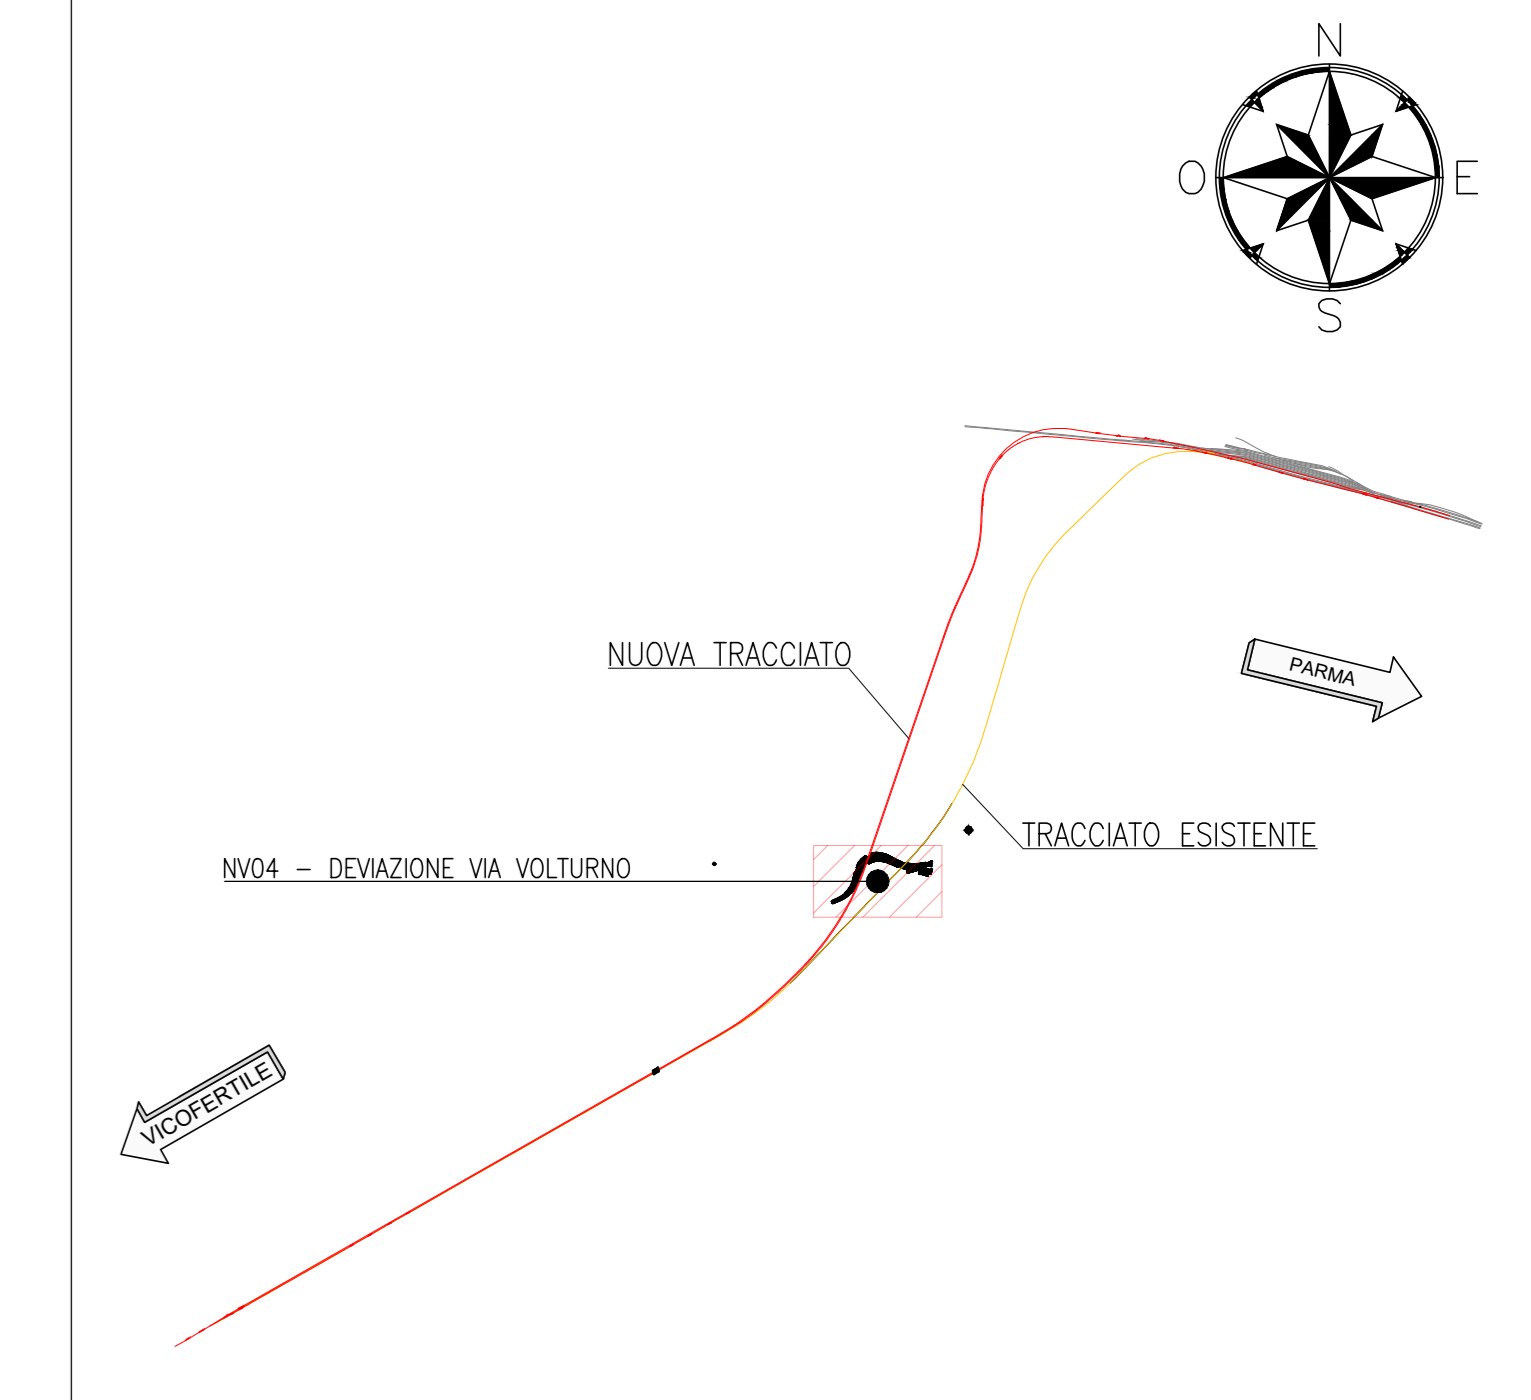 N
O
E
S
NUOVA TRACCIATO
PARMA
TRACCIATO ESISTENTE
NV04 – DEVIAZIONE VIA VOLTURNO
VICOFERTILE